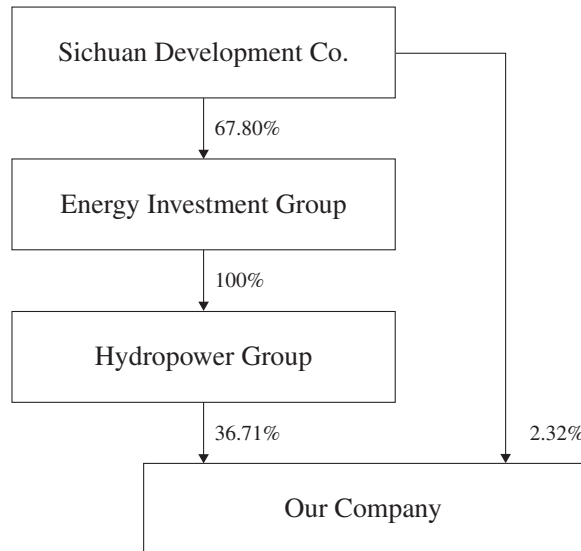 Sichuan Development Co.
67.80%
Energy Investment Group
100%
Hydropower Group
36.71%
2.32%
Our Company